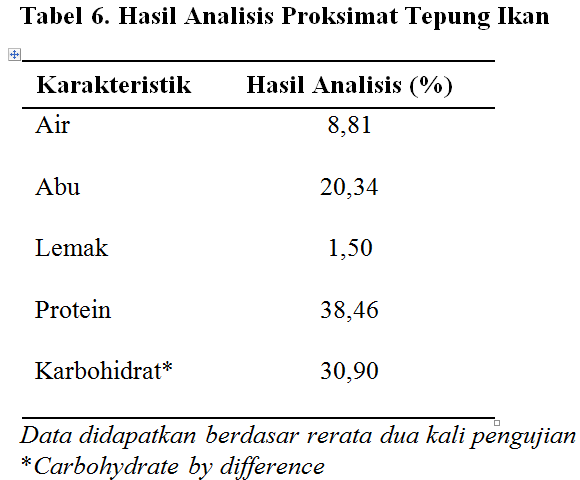 Tabel 6. Hasil Analisis Proksimat Tepung Ikan
Karakteristik Hasil Analisis (%)
Air 8,81
Abu 20,34
Lemak 1,50
Protein 38,46
Karbohidrat* 30,90
Data didapatkan berdasar rerata dua kali pengujian
*Carbohydrate by difference